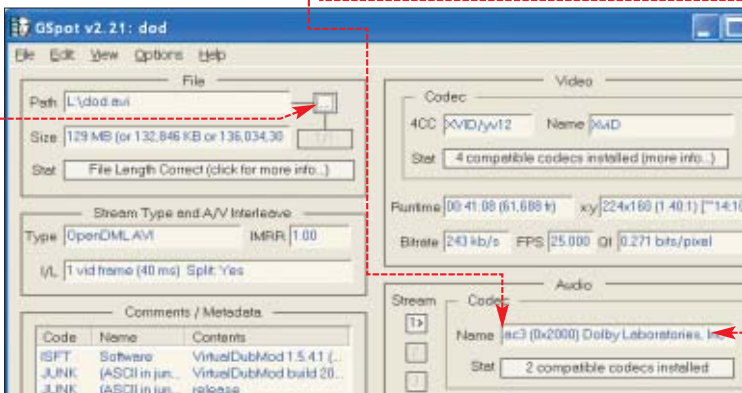 GSpot v2.21: dod
File Edit View Options Help
File
Path L:\dod.avi
...
Size 129 MB (or 132,846 KB or 136,034,30
1/1
Stat File Length Correct (click for more info...)
Stream Type and A/V Interleave
Type OpenDML AVI IMRR 1.00
I/L 1 vid frame (40 ms) Split: Yes
Comments / Metadata
Code Name Contents
ISFT Software VirtualDubMod 1.5.4.1 (...
JUNK (ASCII in jun... VirtualDubMod build 20...
JUNK (ASCII in jun... release
Video
Codec
4CC XVID/yv12 Name XviD
Stat 4 compatible codecs installed (more info...)
Runtime 00:41:08 (61,688 fr) x:y 224x160 (1.40:1) [~14:10
Bitrate 243 kb/s FPS 25.000 Qf 0.271 bits/pixel
Audio
Stream Codec
1>
Name ac3 (0x2000) Dolby Laboratories, Inc
Stat 2 compatible codecs installed